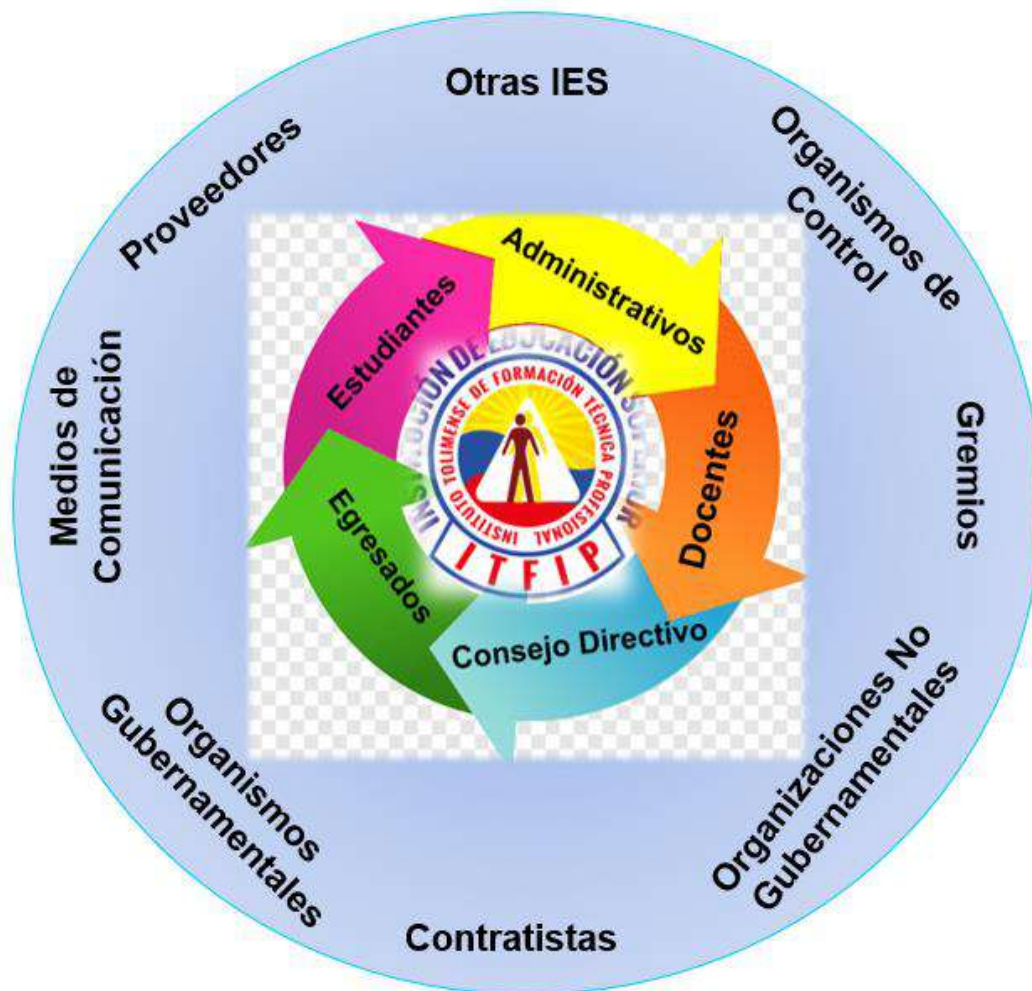 Otras IES
Organismos de
Control
Gremios
Organizaciones No
Gubernamentales
Contratistas
Organismos
Gubernamentales
Medios de
Comunicación
Proveedores
Administrativos
Docentes
Consejo Directivo
Egresados
Estudiantes
INSTITUCIÓN DE EDUCACIÓN SUPERIOR
INSTITUTO TOLIMENSE DE FORMACIÓN TÉCNICA PROFESIONAL
ITFIP